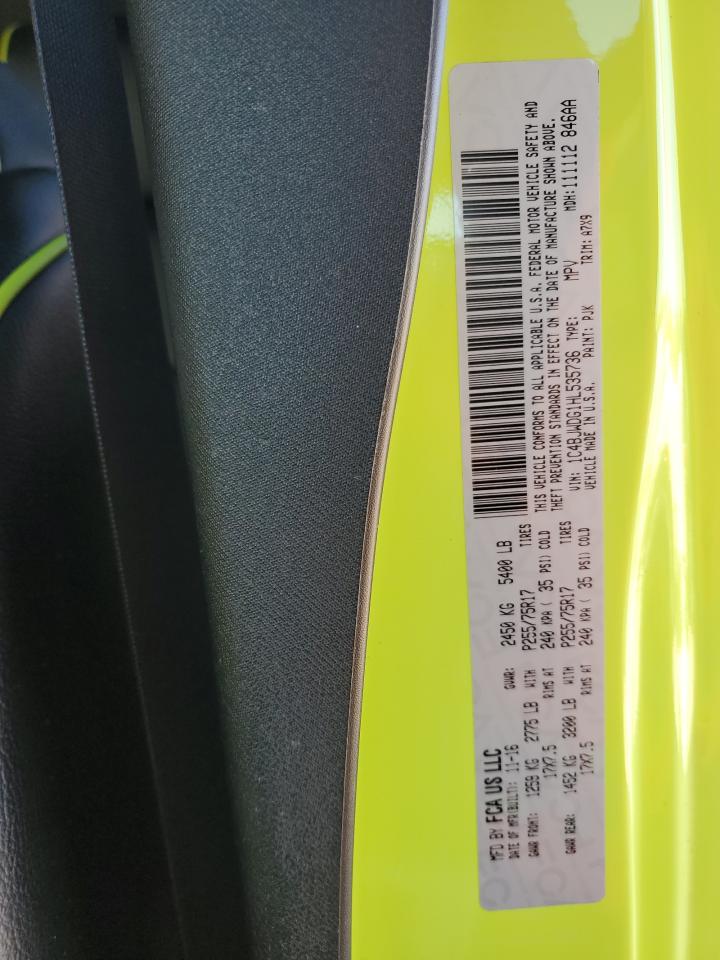 MFD BY FCA US LLC
DATE OF MFR(BUILT): 11-16 GVWR: 2450 KG 5400 LB
GAWR FRONT: 1259 KG 2775 LB WITH P255/75R17 TIRES
17X7.5 RIMS AT 240 KPA ( 35 PSI) COLD
GAWR REAR: 1452 KG 3200 LB WITH P255/75R17 TIRES
17X7.5 RIMS AT 240 KPA ( 35 PSI) COLD
THIS VEHICLE CONFORMS TO ALL APPLICABLE U.S.A. FEDERAL MOTOR VEHICLE SAFETY AND
THEFT PREVENTION STANDARDS IN EFFECT ON THE DATE OF MANUFACTURE SHOWN ABOVE.
VIN: 1C4BJWDG1HL535736 TYPE: MPV MDH: 111112 846AA
VEHICLE MADE IN U.S.A. PAINT: PJK TRIM: A7X9